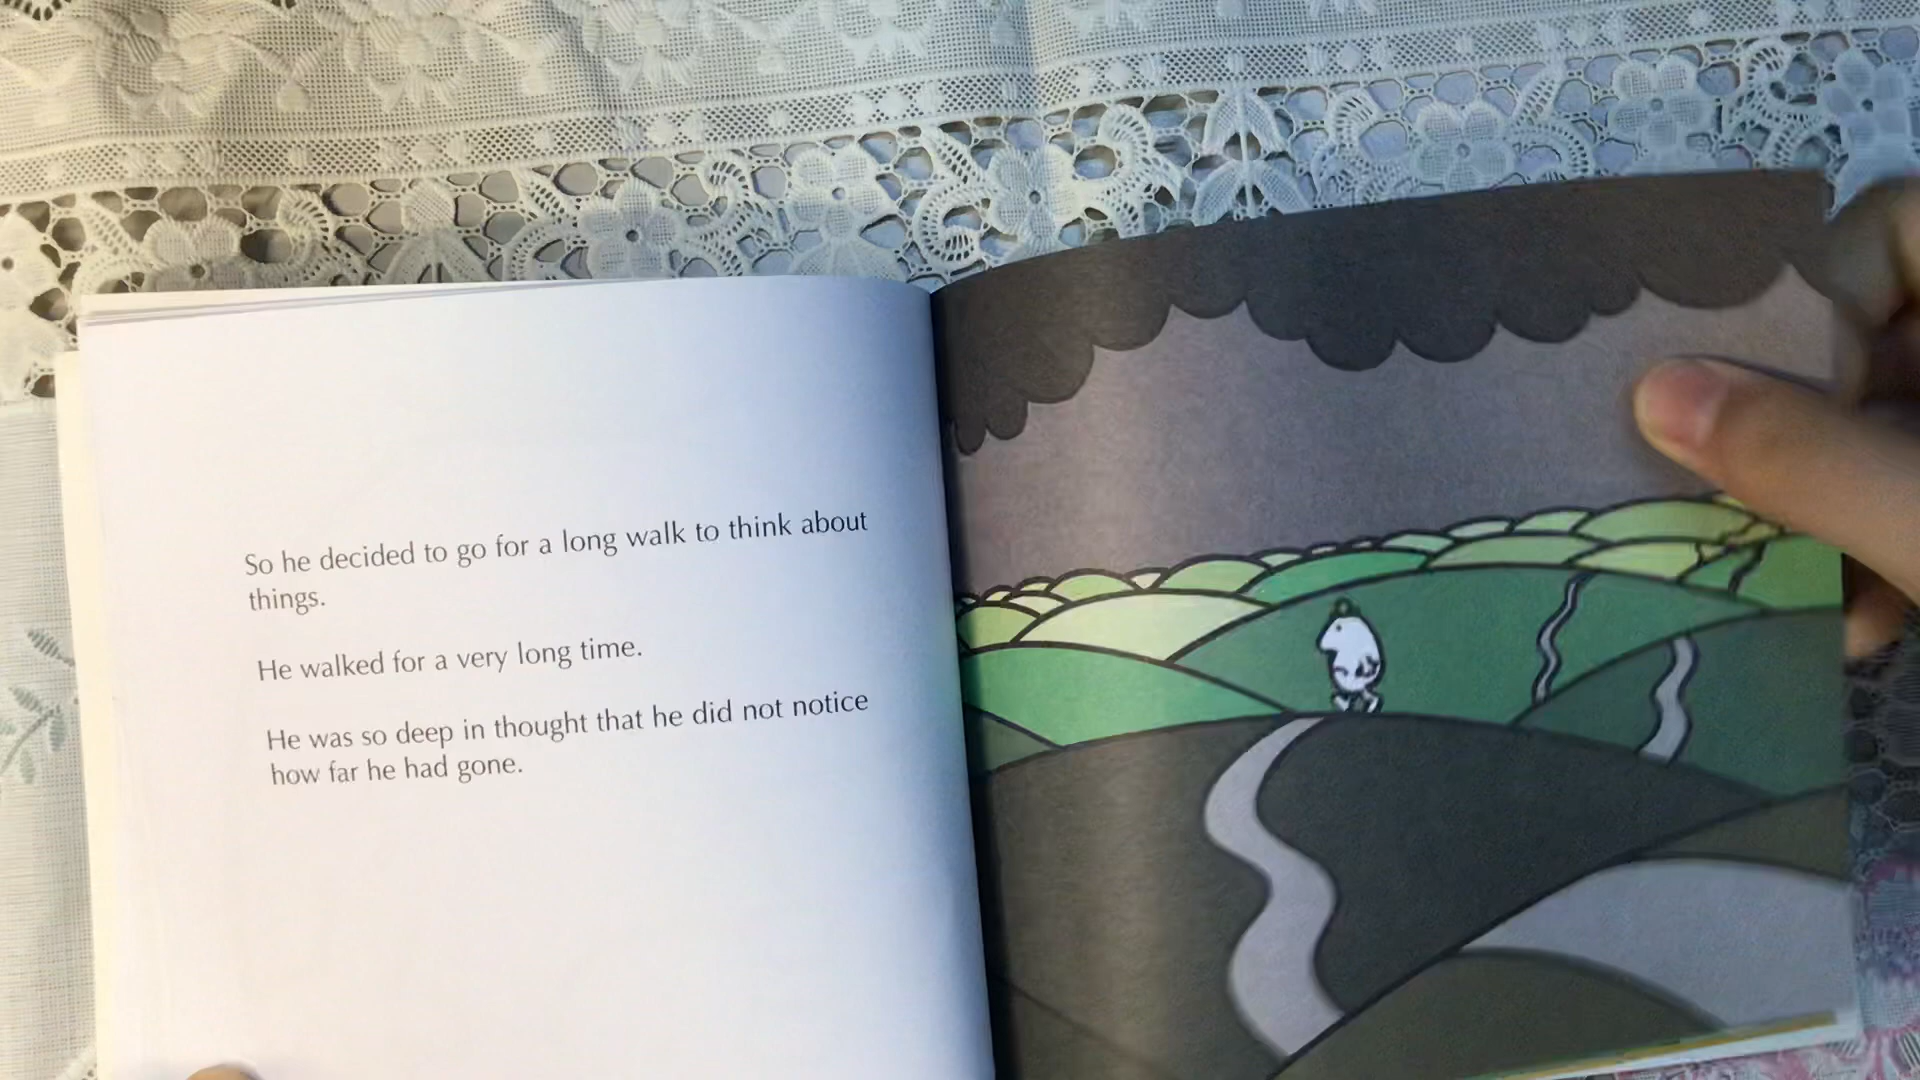 So he decided to go for a long walk to think about
things.
He walked for a very long time.
He was so deep in thought that he did not notice
how far he had gone.